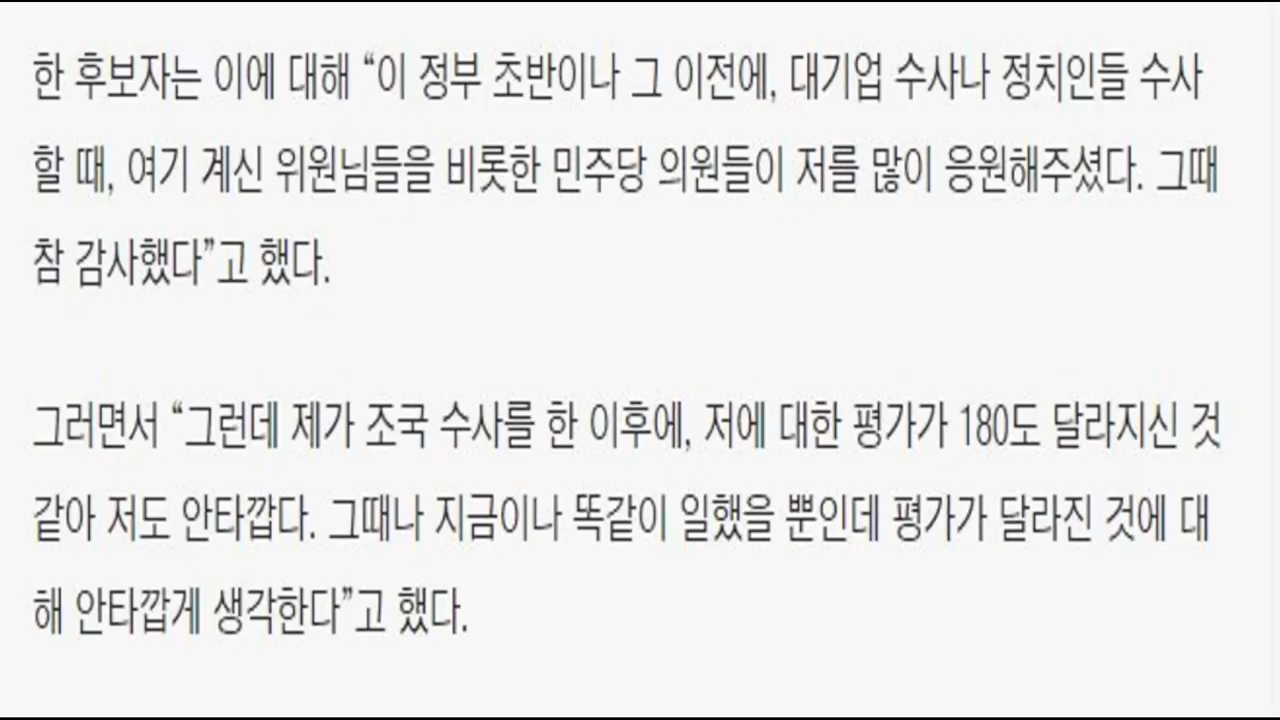 한 후보자는 이에 대해 “이 정부 초반이나 그 이전에, 대기업 수사나 정치인들 수사
할 때, 여기 계신 위원님들을 비롯한 민주당 의원들이 저를 많이 응원해주셨다. 그때
참 감사했다”고 했다.
그러면서 “그런데 제가 조국 수사를 한 이후에, 저에 대한 평가가 180도 달라지신 것
같아 저도 안타깝다. 그때나 지금이나 똑같이 일했을 뿐인데 평가가 달라진 것에 대
해 안타깝게 생각한다”고 했다.